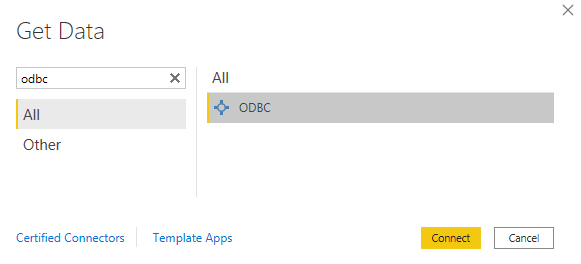 Get Data
odbc
All
Other
All
ODBC
Certified Connectors
Template Apps
Connect
Cancel